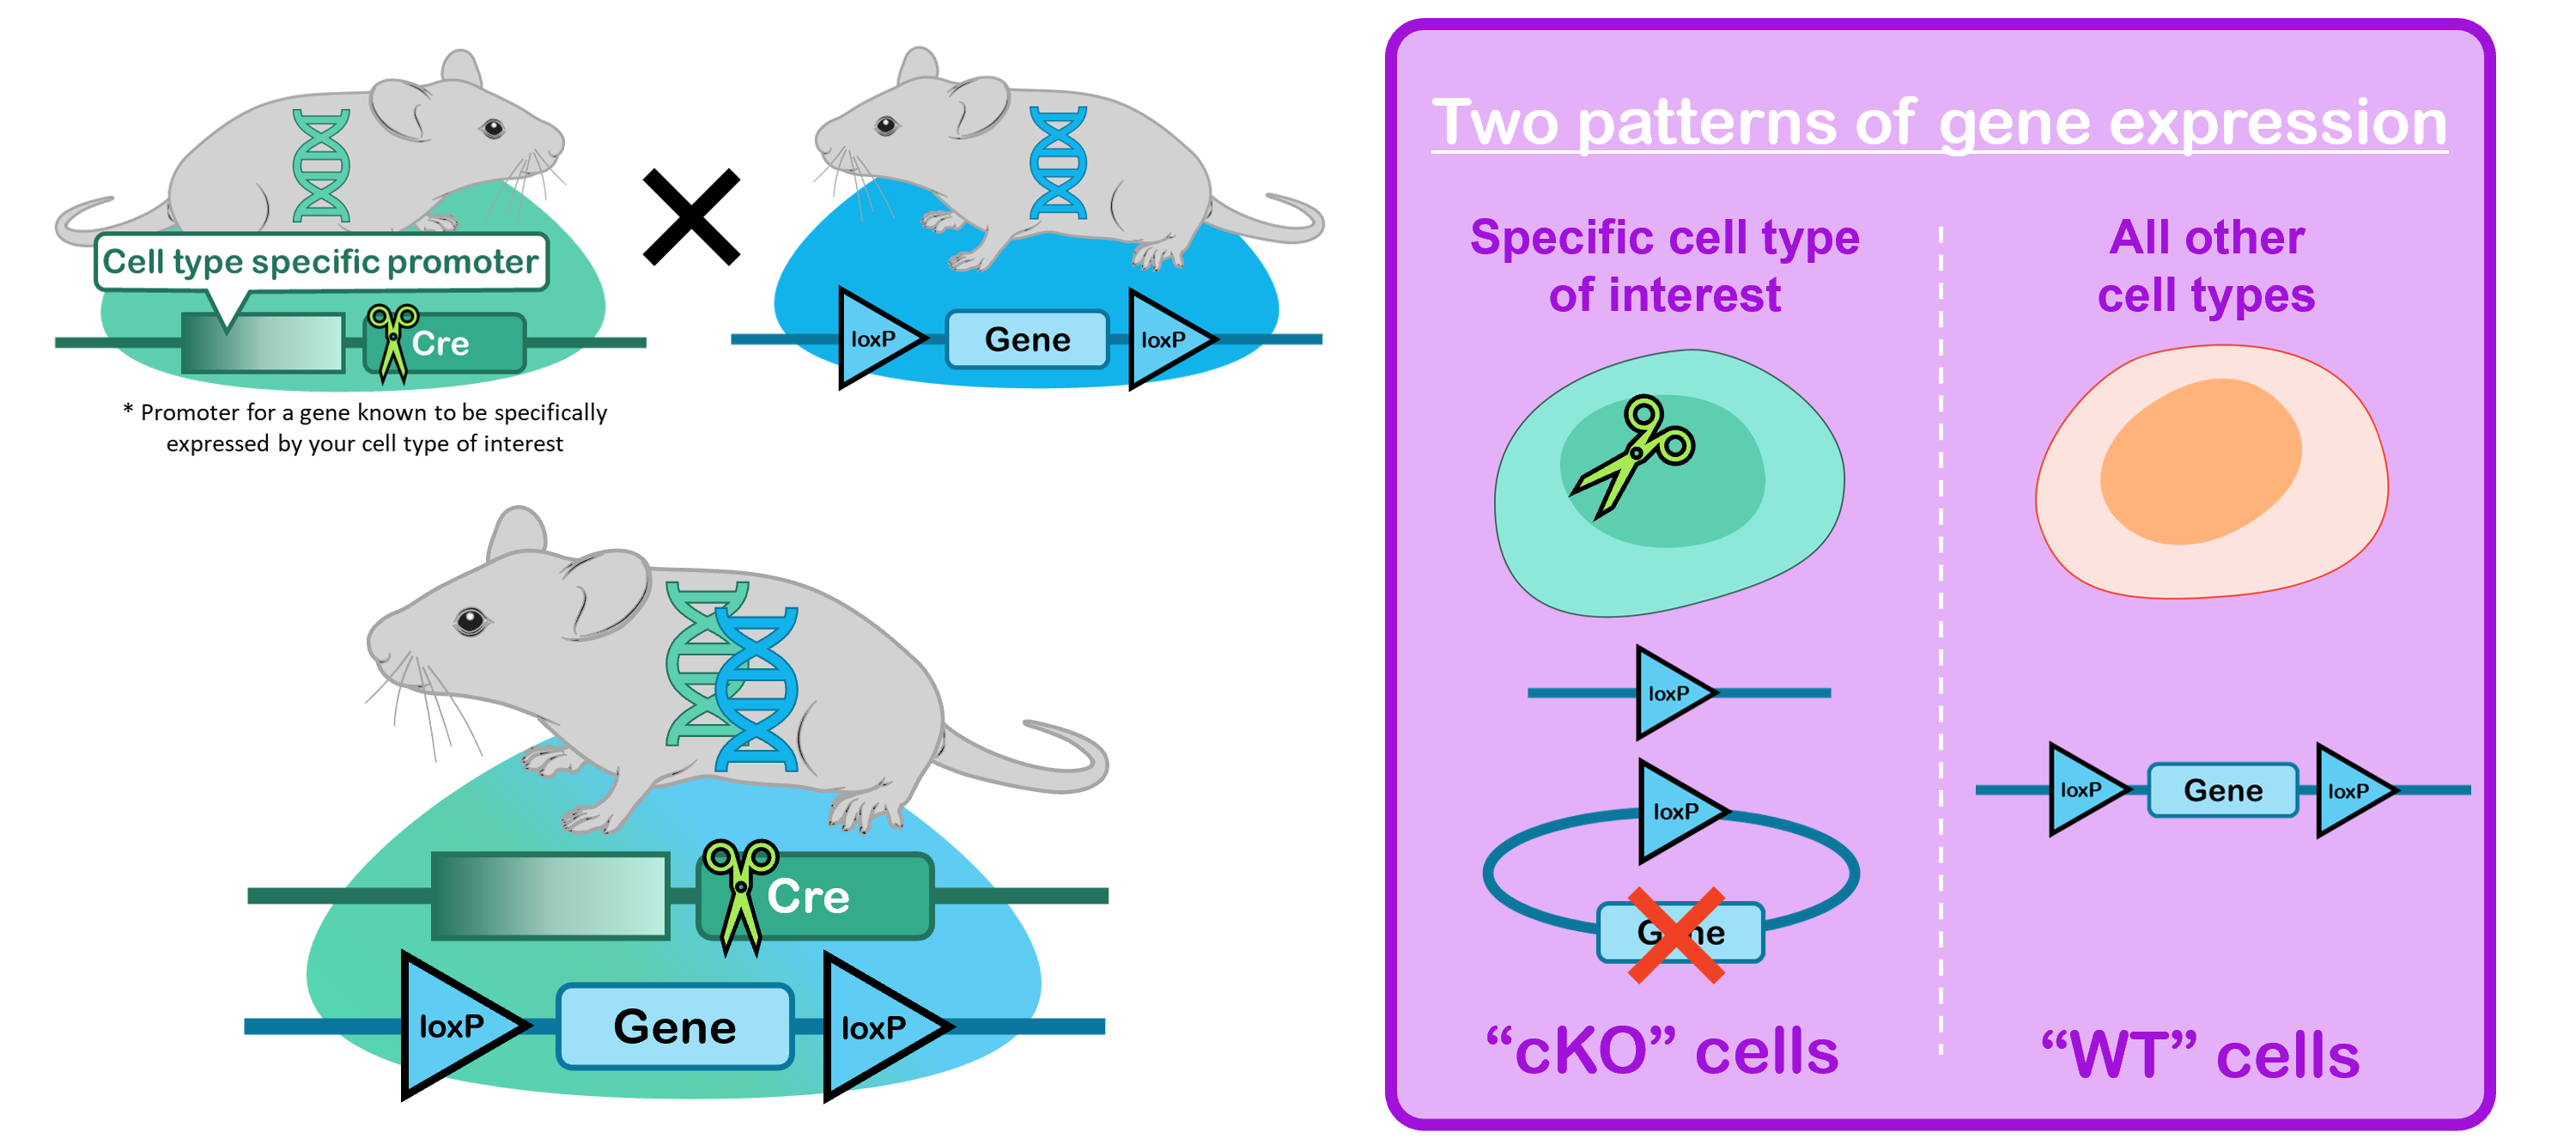 Cell type specific promoter
Cre
loxP
Gene
loxP
* Promoter for a gene known to be specifically
expressed by your cell type of interest
Cre
loxP
Gene
loxP
Two patterns of gene expression
Specific cell type
of interest
loxP
loxP
Gene
“cKO” cells
All other
cell types
loxP
Gene
loxP
“WT” cells